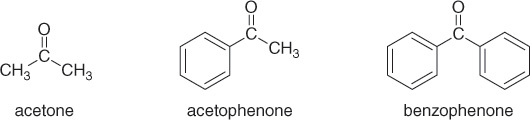 O O O
C C C
CH₃ CH₃ CH₃
acetone acetophenone benzophenone